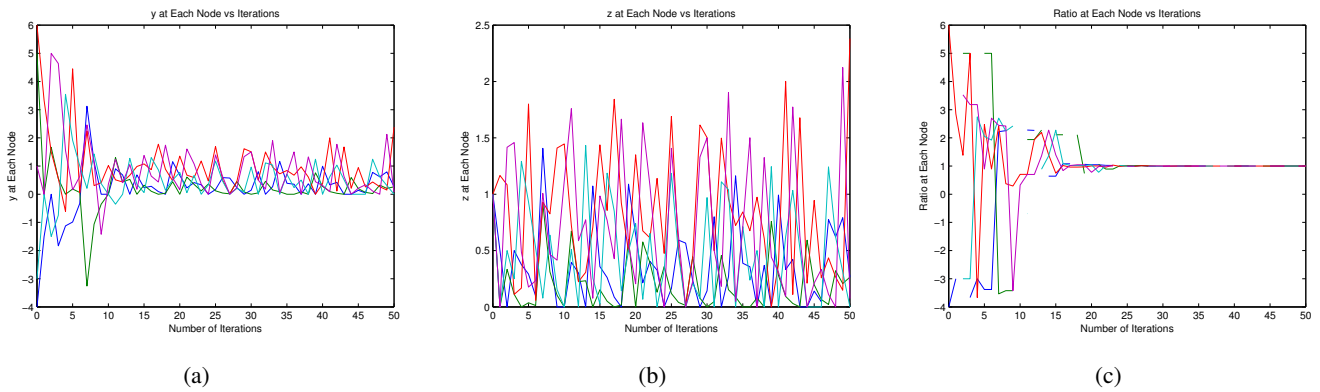 y at Each Node vs Iterations
6
5
4
3
2
1
0
−1
−2
−3
−4
y at Each Node
0 5 10 15 20 25 30 35 40 45 50
Number of Iterations
(a)
z at Each Node vs Iterations
2.5
2
1.5
1
0.5
0
z at Each Node
0 5 10 15 20 25 30 35 40 45 50
Number of Iterations
(b)
Ratio at Each Node vs Iterations
6
5
4
3
2
1
0
−1
−2
−3
−4
Ratio at Each Node
0 5 10 15 20 25 30 35 40 45 50
Number of Iterations
(c)